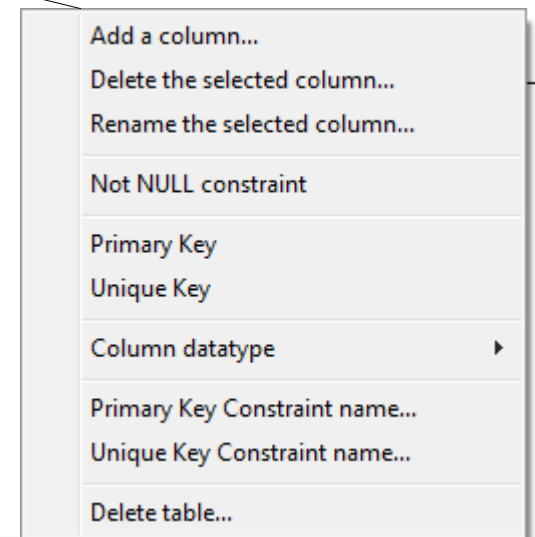 Add a column...
Delete the selected column...
Rename the selected column...
Not NULL constraint
Primary Key
Unique Key
Column datatype
Primary Key Constraint name...
Unique Key Constraint name...
Delete table...